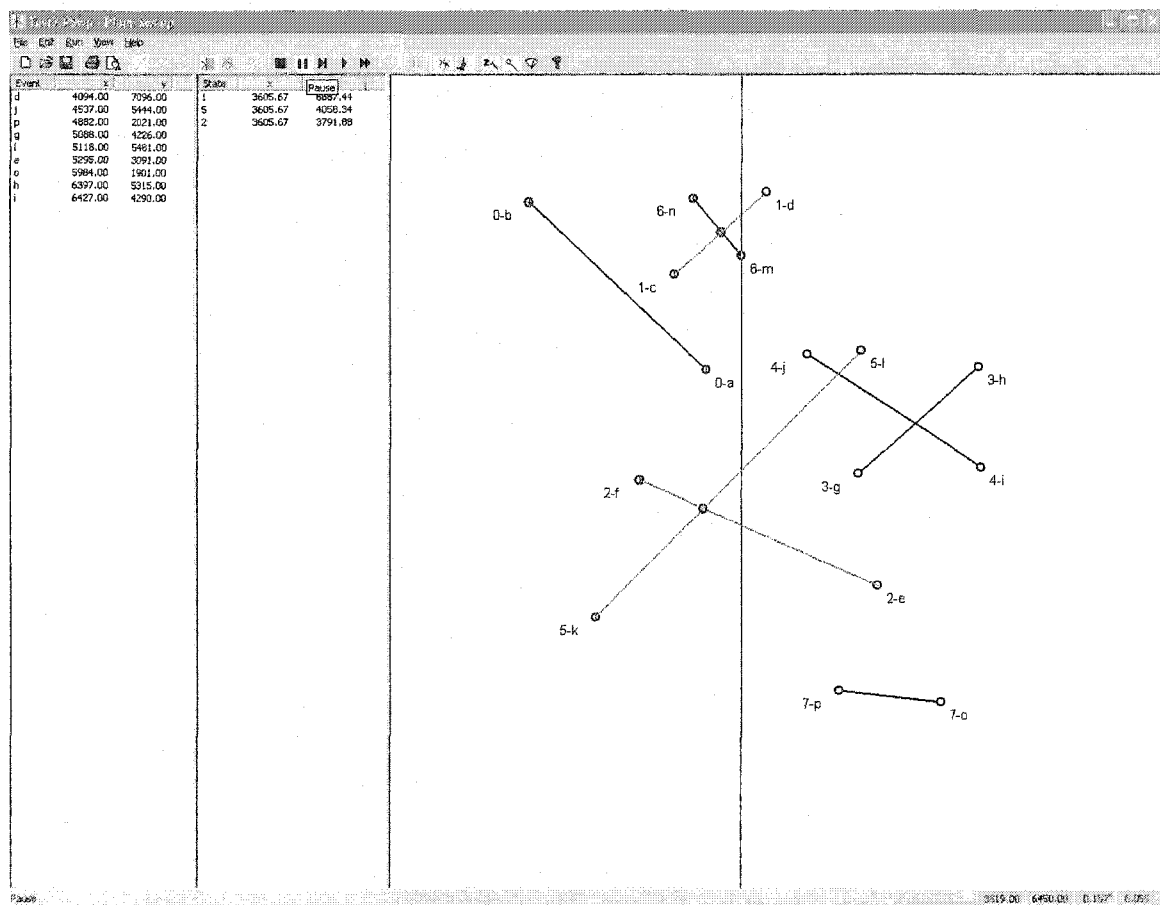 File Edit Run View Help
Event x y
d 4094.00 7096.00
j 4537.00 5444.00
p 4882.00 2021.00
g 5088.00 4226.00
l 5118.00 5481.00
e 5295.00 3091.00
o 5984.00 1901.00
h 6397.00 5315.00
i 6427.00 4290.00
State x
Pause
1 3605.67
5 3605.67 4058.34
2 3605.67 3791.88
0-b
6-n
1-d
6-m
1-c
0-a
4-j
5-l
3-h
3-g
4-i
2-f
2-e
5-k
7-p
7-o
Pause